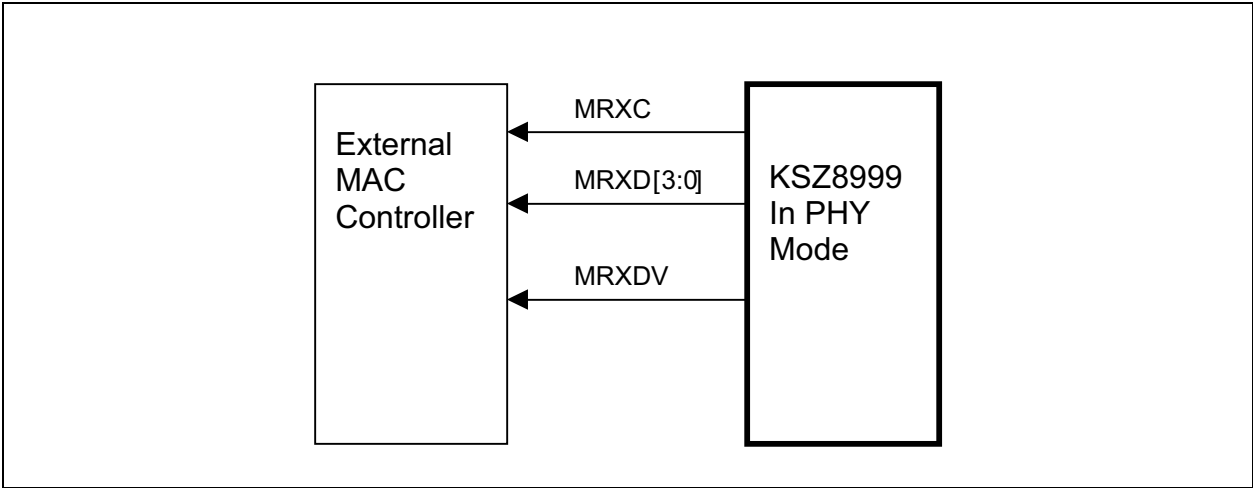 External
MAC
Controller
MRXC
MRXD[3:0]
MRXDV
KSZ8999
In PHY
Mode